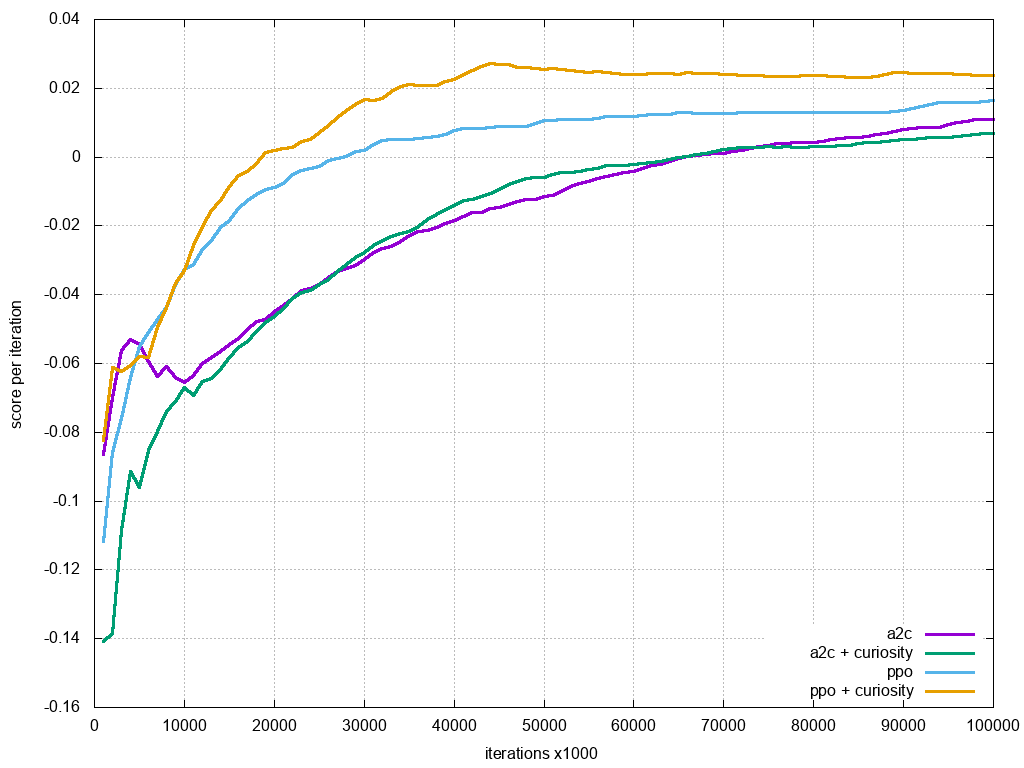 0.04
0.02
0
-0.02
-0.04
-0.06
-0.08
-0.1
-0.12
-0.14
-0.16
score per iteration
a2c
a2c + curiosity
ppo
ppo + curiosity
0 10000 20000 30000 40000 50000 60000 70000 80000 90000 100000
iterations x1000